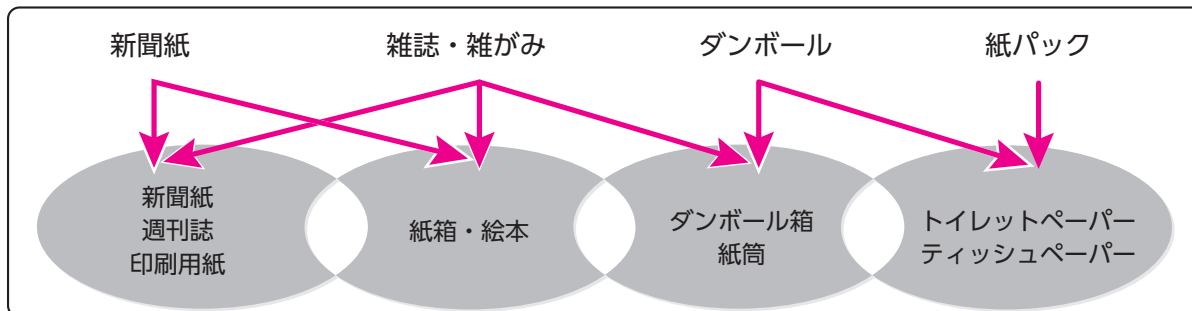 新聞紙
雑誌・雑がみ
ダンボール
紙パック
新聞紙
週刊誌
印刷用紙
紙箱・絵本
ダンボール箱
紙筒
トイレットペーパー
ティッシュペーパー